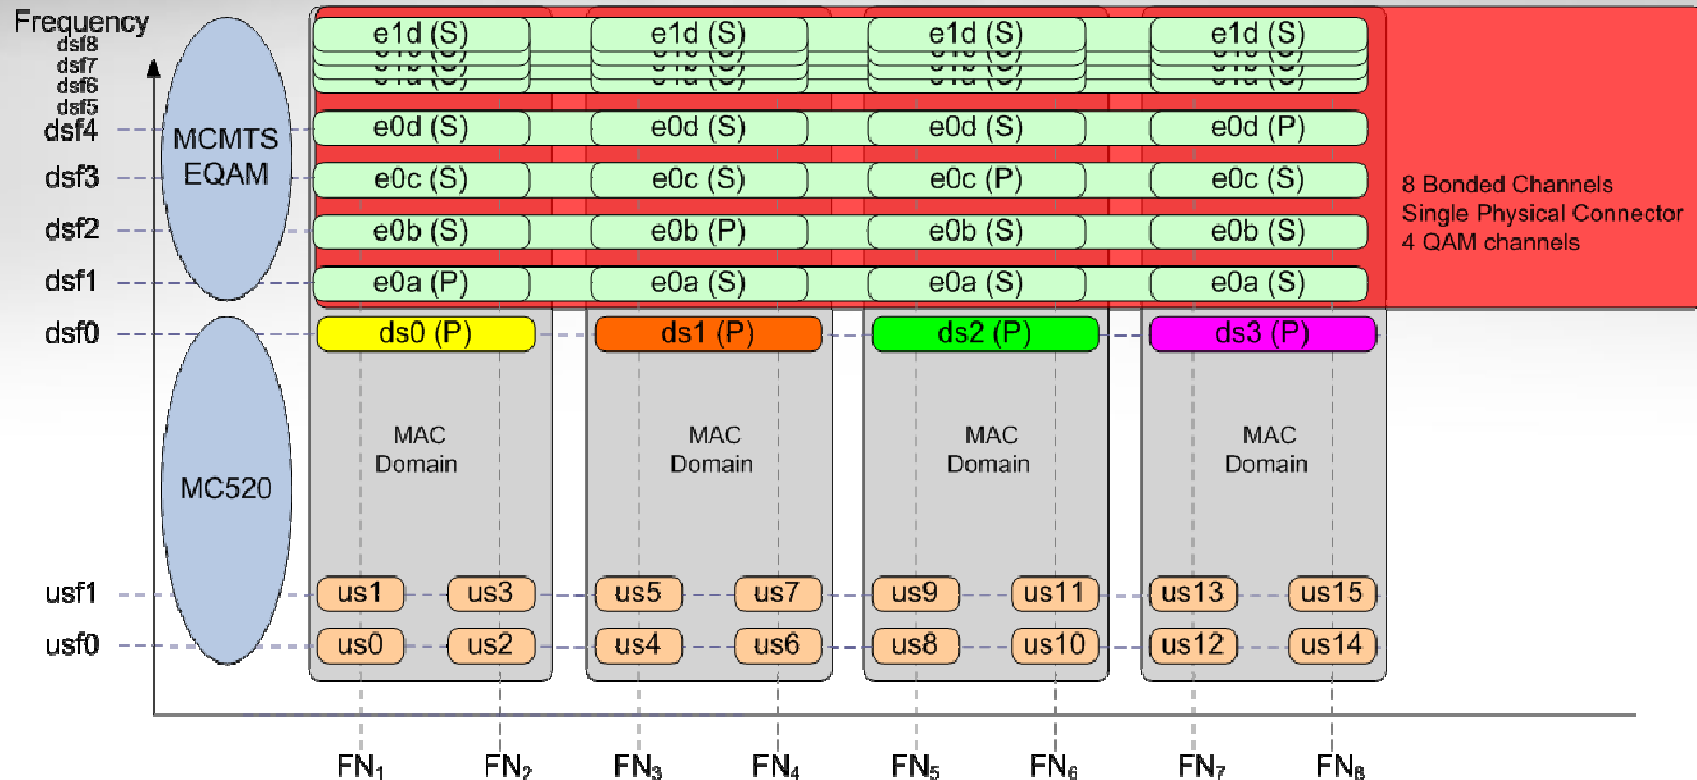 Frequency
dsf8
dsf7
dsf6
dsf5
dsf4
dsf3
dsf2
dsf1
dsf0
usf1
usf0
MCMTS
EQAM
MC520
e1d (S) e1d (S) e1d (S) e1d (S)
e0d (S) e0d (S) e0d (S) e0d (P)
e0c (S) e0c (S) e0c (P) e0c (S)
e0b (S) e0b (P) e0b (S) e0b (S)
e0a (P) e0a (S) e0a (S) e0a (S)
8 Bonded Channels
Single Physical Connector
4 QAM channels
ds0 (P) ds1 (P) ds2 (P) ds3 (P)
MAC MAC MAC MAC
Domain Domain Domain Domain
us1 us3 us5 us7 us9 us11 us13 us15
us0 us2 us4 us6 us8 us10 us12 us14
FN1 FN2 FN3 FN4 FN5 FN6 FN7 FN8